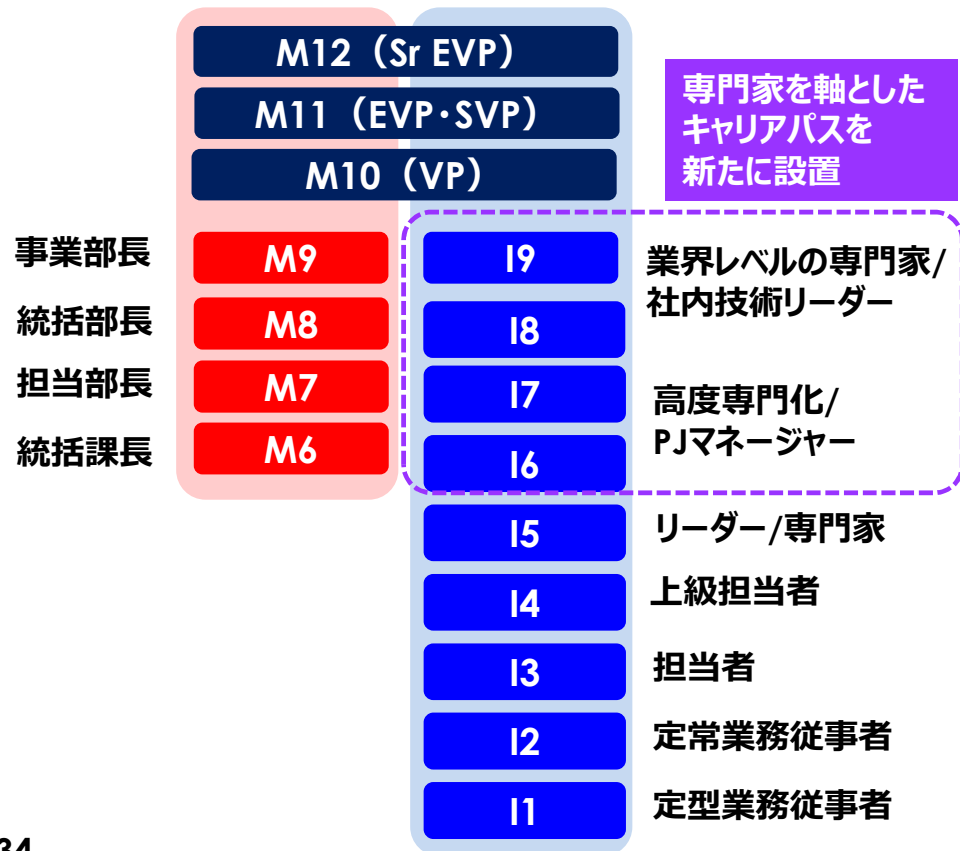 M12（Sr EVP）
M11（EVP･SVP）
M10（VP）
専門家を軸とした
キャリアパスを
新たに設置
事業部長
M9
I9
業界レベルの専門家/
社内技術リーダー
統括部長
M8
I8
担当部長
M7
I7
高度専門化/
PJマネージャー
統括課長
M6
I6
I5
リーダー/専門家
I4
上級担当者
I3
担当者
I2
定常業務従事者
I1
定型業務従事者
34